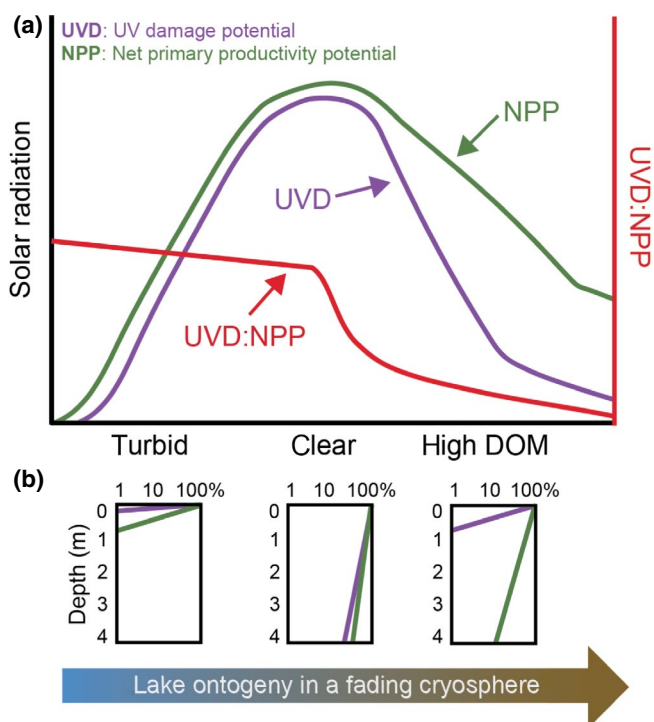 (a)
UVD: UV damage potential
NPP: Net primary productivity potential
NPP
UVD
UVD:NPP
Solar radiation
UVD:NPP
Turbid Clear High DOM
(b)
1 10 100% 1 10 100% 1 10 100%
0 0 0
1 1 1
2 2 2
3 3 3
4 4 4
Depth (m)
Lake ontogeny in a fading cryosphere